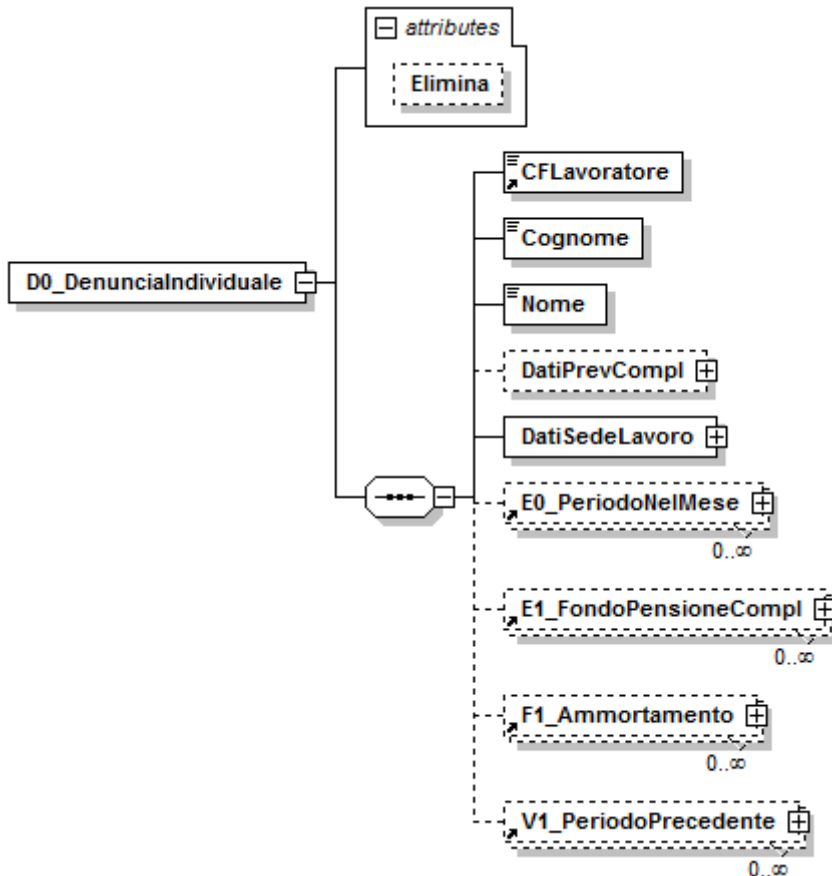 attributes
Elimina
CFLavoratore
Cognome
D0_DenunciaIndividuale
Nome
DatiPrevCompl
DatiSedeLavoro
E0_PeriodoNelMese
0..∞
E1_FondoPensioneCompl
0..∞
F1_Ammortamento
0..∞
V1_PeriodoPrecedente
0..∞